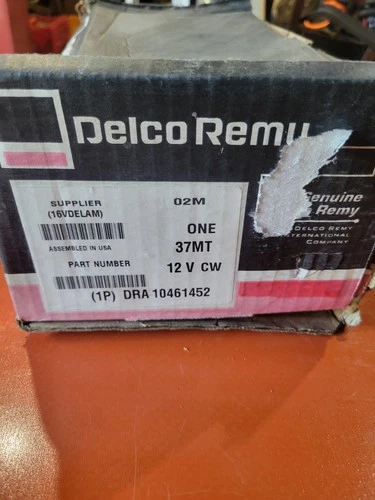 Delco Remy
SUPPLIER
(16VDELAM)
02M
ONE
ASSEMBLED IN USA
37MT
PART NUMBER
12 V CW
(1P) DRA 10461452
Genuine
Remy
DELCO REMY
INTERNATIONAL
COMPANY